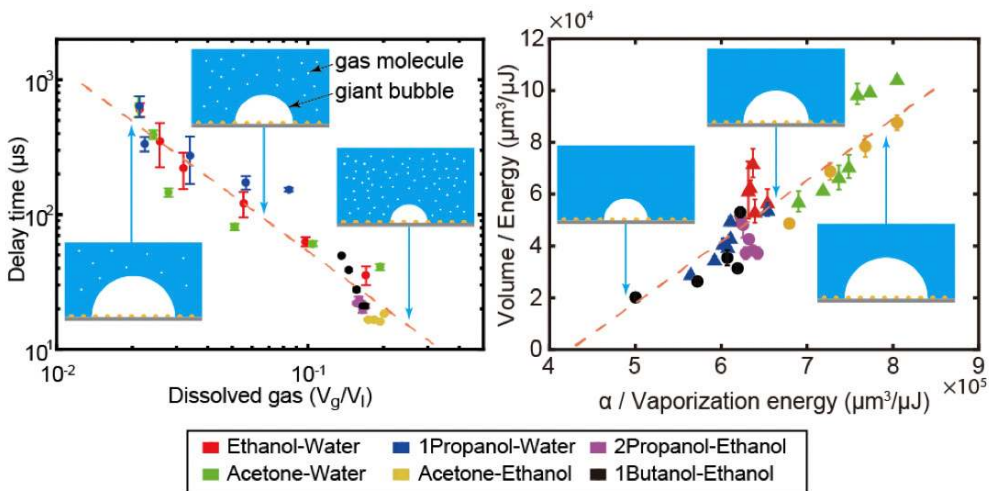 gas molecule
giant bubble
Delay time (μs)
10³
10²
10¹
10⁻²
10⁻¹
Dissolved gas (V_g/V_l)
×10⁴
Volume / Energy (μm³/μJ)
12
10
8
6
4
2
0
4
5
6
7
8
9
×10⁵
α / Vaporization energy (μm³/μJ)
Ethanol-Water
1Propanol-Water
2Propanol-Ethanol
Acetone-Water
Acetone-Ethanol
1Butanol-Ethanol